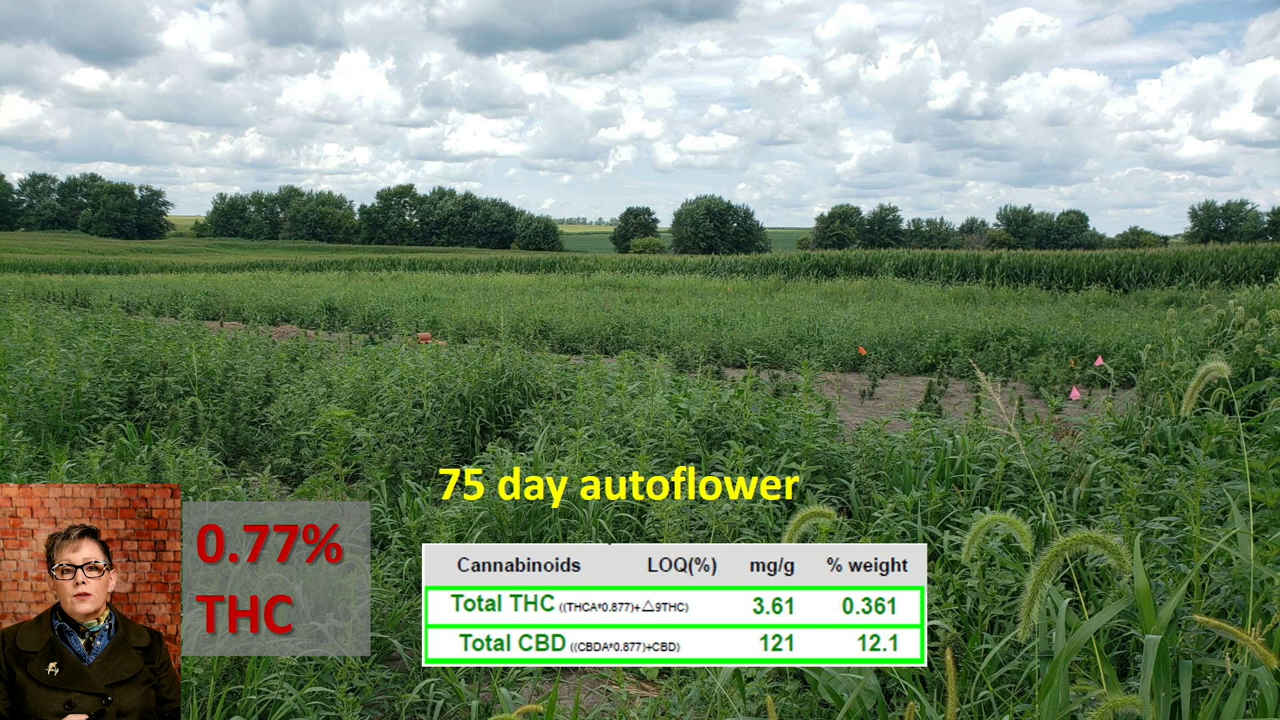 75 day autoflower
0.77%
THC
Cannabinoids LOQ(%) mg/g % weight
Total THC ((THCA*0.877)+△9THC) 3.61 0.361
Total CBD ((CBDA*0.877)+CBD) 121 12.1